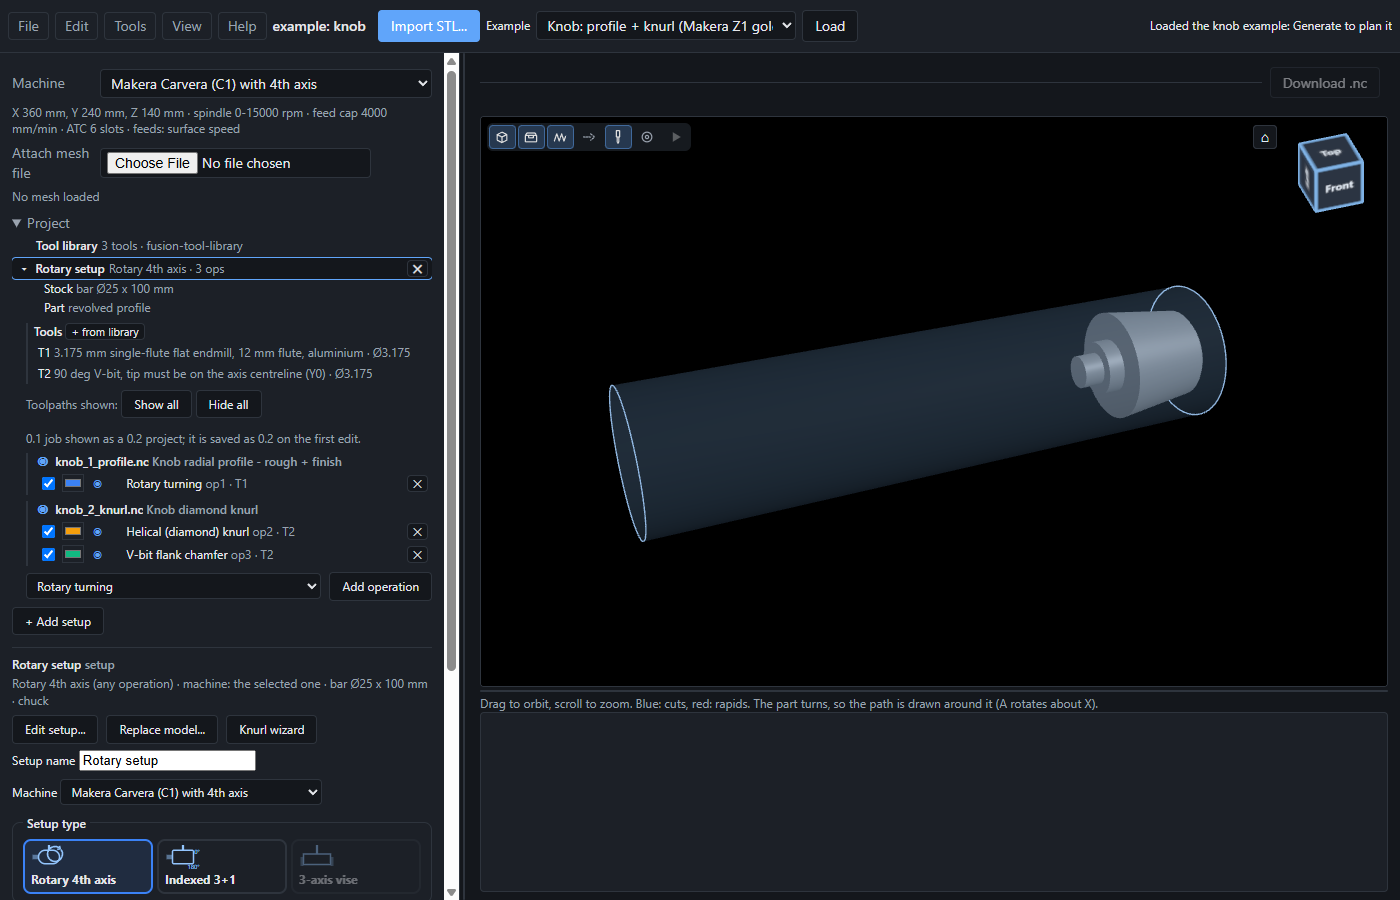 File Edit Tools View Help example: knob Import STL... Example Knob: profile + knurl (Makera Z1 gol Load Loaded the knob example: Generate to plan it
Machine Makera Carvera (C1) with 4th axis
X 360 mm, Y 240 mm, Z 140 mm · spindle 0-15000 rpm · feed cap 4000
mm/min · ATC 6 slots · feeds: surface speed
Attach mesh
file
Choose File No file chosen
No mesh loaded
Project
Tool library 3 tools · fusion-tool-library
Rotary setup Rotary 4th axis · 3 ops
Stock bar Ø25 x 100 mm
Part revolved profile
Tools + from library
T1 3.175 mm single-flute flat endmill, 12 mm flute, aluminium · Ø3.175
T2 90 deg V-bit, tip must be on the axis centreline (Y0) · Ø3.175
Toolpaths shown: Show all Hide all
0.1 job shown as a 0.2 project; it is saved as 0.2 on the first edit.
knob_1_profile.nc Knob radial profile - rough + finish
Rotary turning op1 · T1
knob_2_knurl.nc Knob diamond knurl
Helical (diamond) knurl op2 · T2
V-bit flank chamfer op3 · T2
Rotary turning Add operation
+ Add setup
Rotary setup setup
Rotary 4th axis (any operation) · machine: the selected one · bar Ø25 x 100 mm
· chuck
Edit setup... Replace model... Knurl wizard
Setup name Rotary setup
Machine Makera Carvera (C1) with 4th axis
Setup type
180°
Rotary 4th axis Indexed 3+1 3-axis vise
Download .nc
Top
Front
Drag to orbit, scroll to zoom. Blue: cuts, red: rapids. The part turns, so the path is drawn around it (A rotates about X).